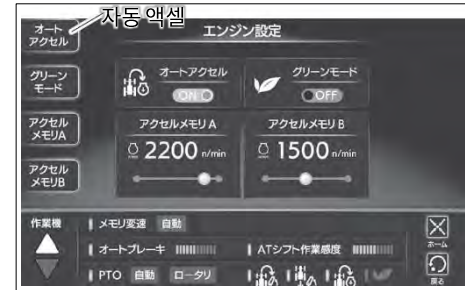 자동 액셀
オート
アクセル
エンジン設定
グリーン
モード
オートアクセル
ON
グリーンモード
OFF
アクセル
メモリA
アクセルメモリ A
2200 r/min
アクセルメモリ B
1500 r/min
アクセル
メモリB
作業機
メモリ変速 自動
オートブレーキ
ATシフト作業感度
PTO 自動 ロータリ
ホーム
戻る